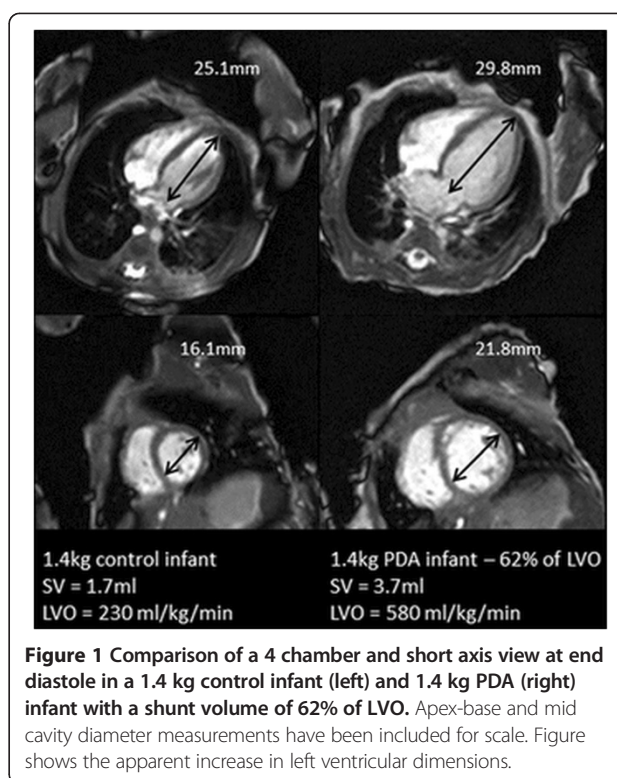 25.1mm
29.8mm
16.1mm
21.8mm
1.4kg control infant
SV = 1.7ml
LVO = 230 ml/kg/min
1.4kg PDA infant – 62% of LVO
SV = 3.7ml
LVO = 580 ml/kg/min
Figure 1 Comparison of a 4 chamber and short axis view at end
diastole in a 1.4 kg control infant (left) and 1.4 kg PDA (right)
infant with a shunt volume of 62% of LVO. Apex-base and mid
cavity diameter measurements have been included for scale. Figure
shows the apparent increase in left ventricular dimensions.